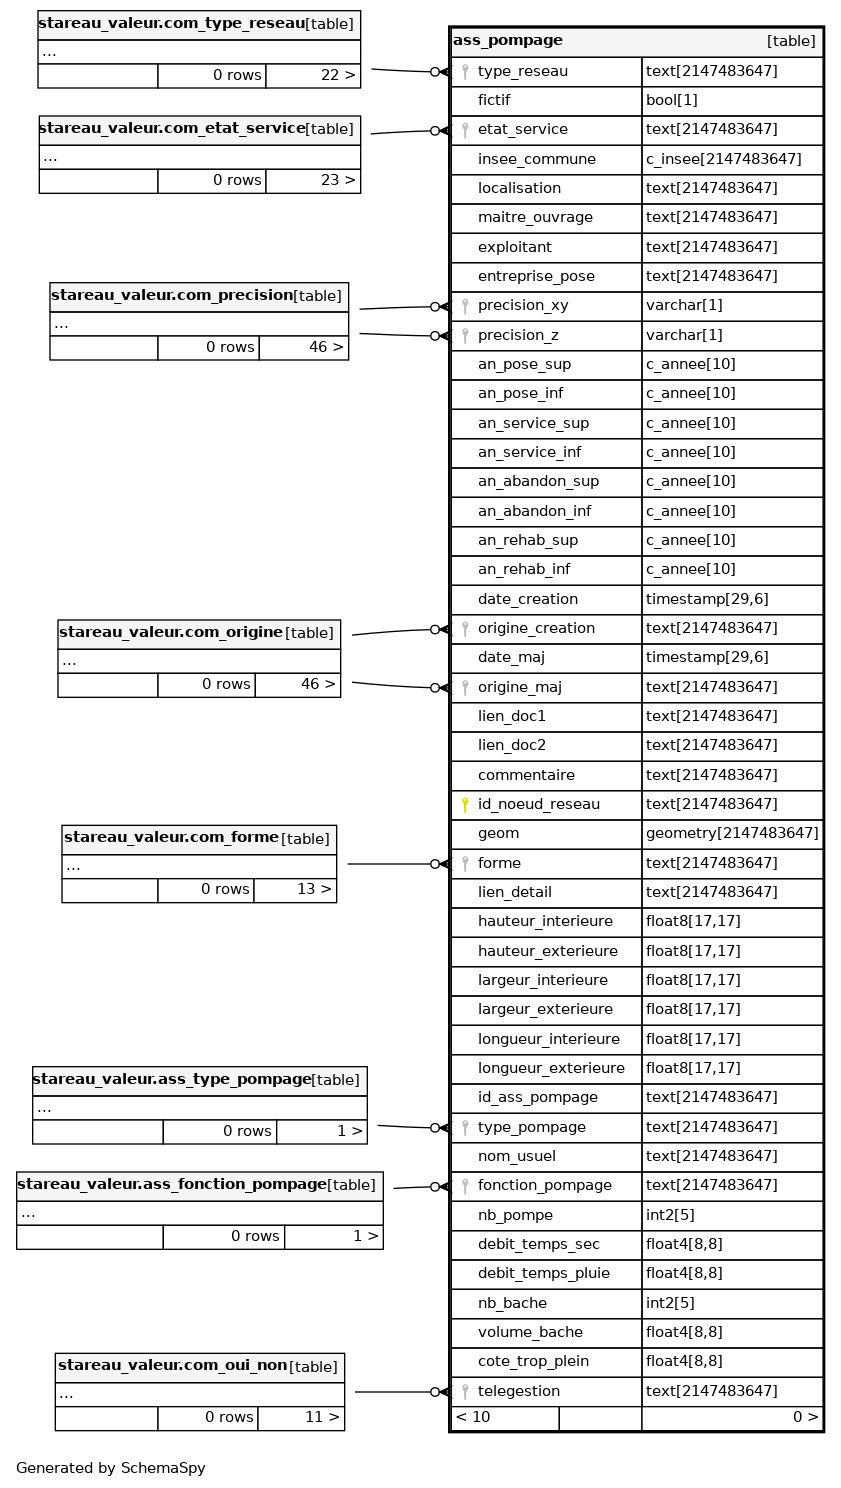 stareau_valeur.com_type_reseau[table]
...
0 rows 22 >
stareau_valeur.com_etat_service[table]
...
0 rows 23 >
stareau_valeur.com_precision[table]
...
0 rows 46 >
stareau_valeur.com_origine [table]
...
0 rows 46 >
stareau_valeur.com_forme [table]
...
0 rows 13 >
stareau_valeur.ass_type_pompage[table]
...
0 rows 1 >
stareau_valeur.ass_fonction_pompage[table]
...
0 rows 1 >
stareau_valeur.com_oui_non [table]
...
0 rows 11 >
ass_pompage [table]
type_reseau text[2147483647]
fictif bool[1]
etat_service text[2147483647]
insee_commune c_insee[2147483647]
localisation text[2147483647]
maitre_ouvrage text[2147483647]
exploitant text[2147483647]
entreprise_pose text[2147483647]
precision_xy varchar[1]
precision_z varchar[1]
an_pose_sup c_annee[10]
an_pose_inf c_annee[10]
an_service_sup c_annee[10]
an_service_inf c_annee[10]
an_abandon_sup c_annee[10]
an_abandon_inf c_annee[10]
an_rehab_sup c_annee[10]
an_rehab_inf c_annee[10]
date_creation timestamp[29,6]
origine_creation text[2147483647]
date_maj timestamp[29,6]
origine_maj text[2147483647]
lien_doc1 text[2147483647]
lien_doc2 text[2147483647]
commentaire text[2147483647]
id_noeud_reseau text[2147483647]
geom geometry[2147483647]
forme text[2147483647]
lien_detail text[2147483647]
hauteur_interieure float8[17,17]
hauteur_exterieure float8[17,17]
largeur_interieure float8[17,17]
largeur_exterieure float8[17,17]
longueur_interieure float8[17,17]
longueur_exterieure float8[17,17]
id_ass_pompage text[2147483647]
type_pompage text[2147483647]
nom_usuel text[2147483647]
fonction_pompage text[2147483647]
nb_pompe int2[5]
debit_temps_sec float4[8,8]
debit_temps_pluie float4[8,8]
nb_bache int2[5]
volume_bache float4[8,8]
cote_trop_plein float4[8,8]
telegestion text[2147483647]
< 10 0 >
Generated by SchemaSpy